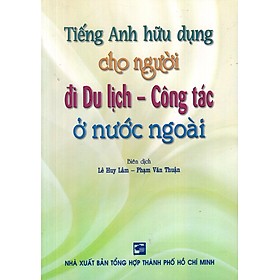 Tiếng Anh hữu dụng
cho người
đi Du lịch - Công tác
ở nước ngoài
Biên dịch
Lê Huy Lâm - Phạm Văn Thuận
NHÀ XUẤT BẢN TỔNG HỢP THÀNH PHỐ HỒ CHÍ MINH